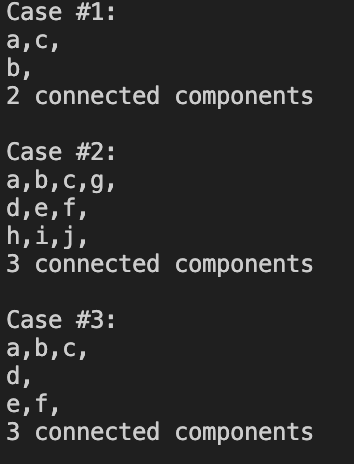 Case #1:
a,c,
b,
2 connected components

Case #2:
a,b,c,g,
d,e,f,
h,i,j,
3 connected components

Case #3:
a,b,c,
d,
e,f,
3 connected components